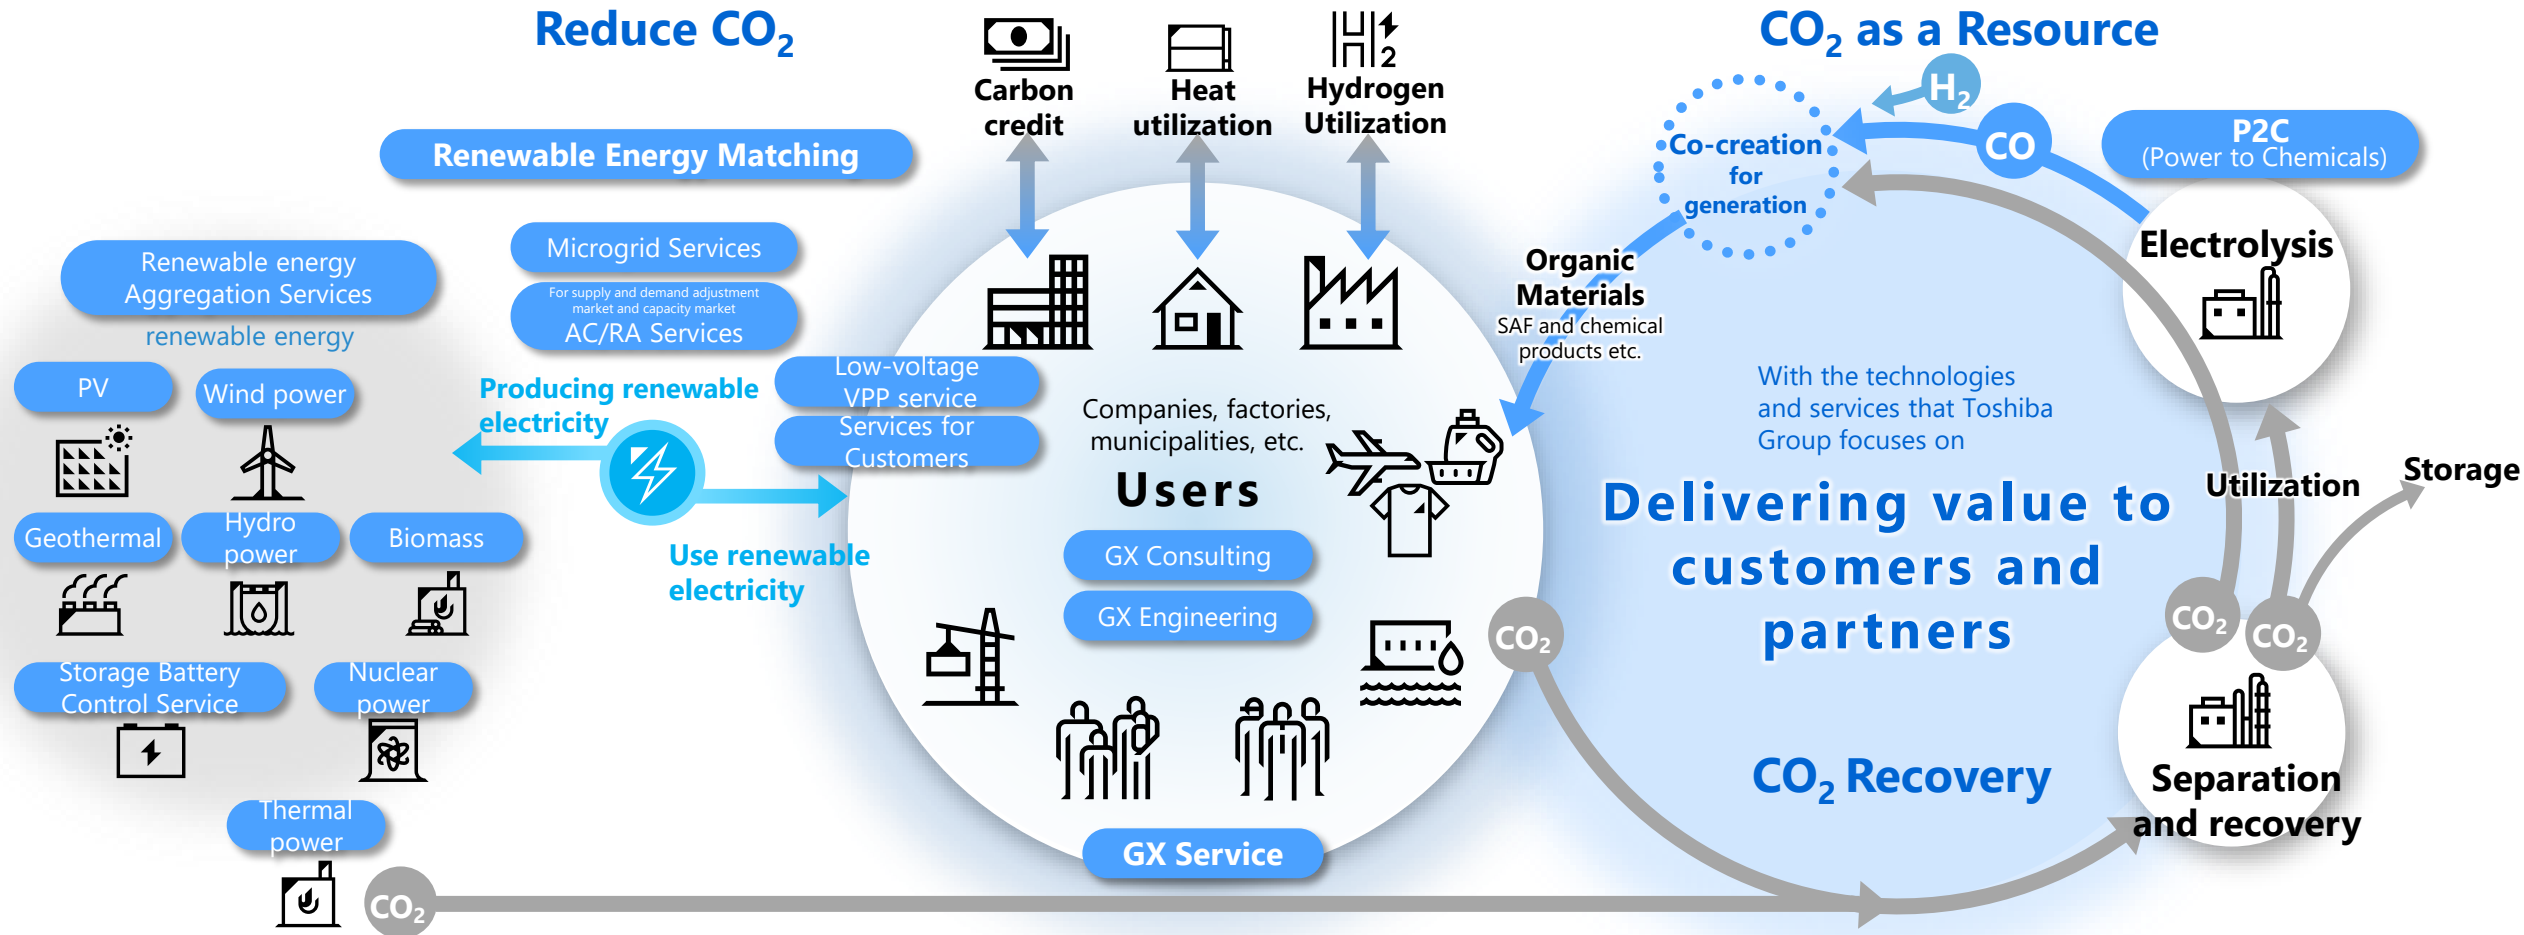 Reduce CO₂
CO₂ as a Resource
Carbon
credit
Heat
utilization
H₂
Hydrogen
Utilization
Renewable Energy Matching
Microgrid Services
For supply and demand adjustment
market and capacity market
AC/RA Services
Renewable energy
Aggregation Services
renewable energy
PV
Wind power
Geothermal
Hydro
power
Biomass
Storage Battery
Control Service
Nuclear
power
Thermal
power
CO₂
Producing renewable
electricity
Use renewable
electricity
Low-voltage
VPP service
Services for
Customers
Companies, factories,
municipalities, etc.
Users
GX Consulting
GX Engineering
GX Service
CO₂
H₂
CO
Co-creation
for
generation
Organic
Materials
SAF and chemical
products etc.
P2C
(Power to Chemicals)
Electrolysis
With the technologies
and services that Toshiba
Group focuses on
Delivering value to
customers and
partners
Utilization
Storage
CO₂
CO₂
CO₂ Recovery
Separation
and recovery